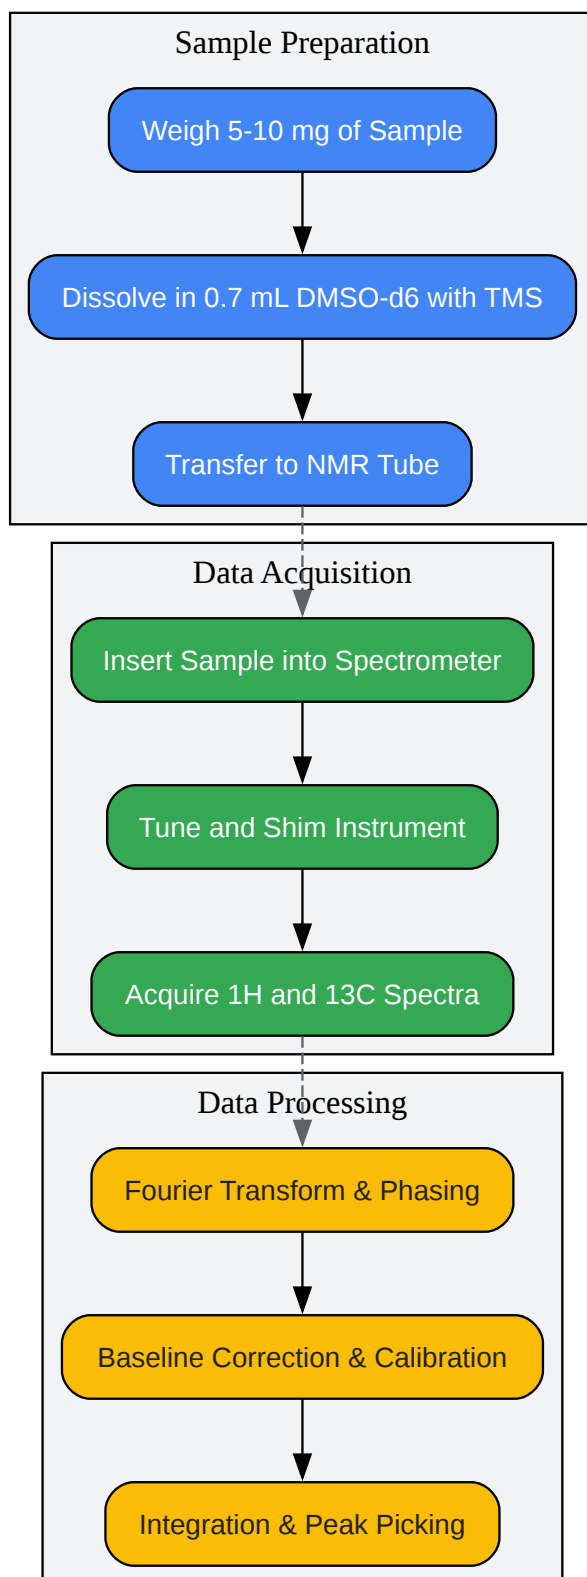 Sample Preparation
Weigh 5-10 mg of Sample
Dissolve in 0.7 mL DMSO-d6 with TMS
Transfer to NMR Tube
Data Acquisition
Insert Sample into Spectrometer
Tune and Shim Instrument
Acquire 1H and 13C Spectra
Data Processing
Fourier Transform & Phasing
Baseline Correction & Calibration
Integration & Peak Picking